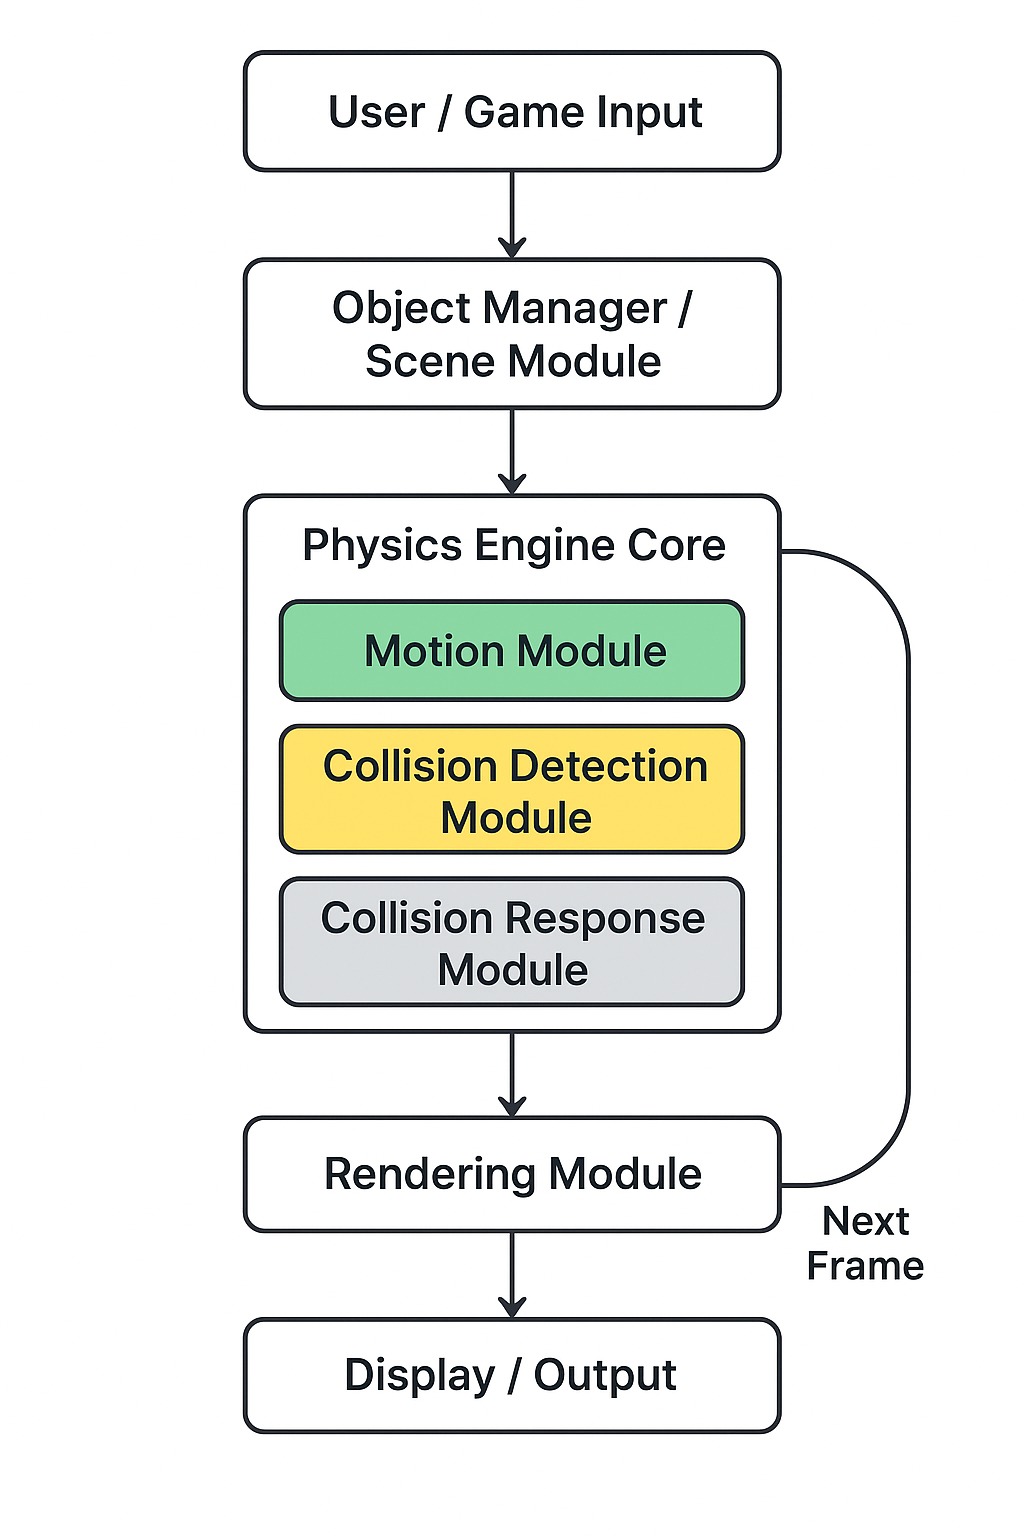 User / Game Input
Object Manager /
Scene Module
Physics Engine Core
Motion Module
Collision Detection
Module
Collision Response
Module
Rendering Module
Next
Frame
Display / Output